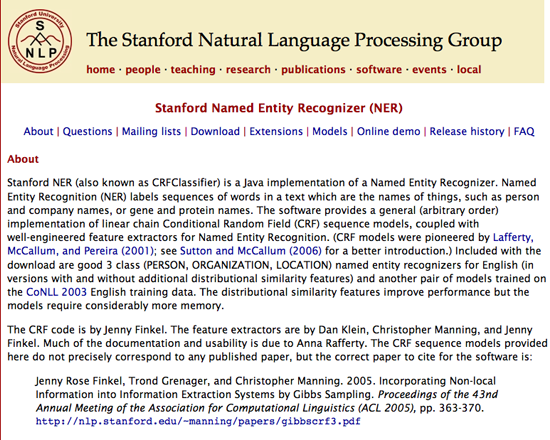 Stanford University
S
NLP
Natural Language Processing
The Stanford Natural Language Processing Group
home · people · teaching · research · publications · software · events · local
Stanford Named Entity Recognizer (NER)
About | Questions | Mailing lists | Download | Extensions | Models | Online demo | Release history | FAQ
About
Stanford NER (also known as CRFClassifier) is a Java implementation of a Named Entity Recognizer. Named
Entity Recognition (NER) labels sequences of words in a text which are the names of things, such as person
and company names, or gene and protein names. The software provides a general (arbitrary order)
implementation of linear chain Conditional Random Field (CRF) sequence models, coupled with
well-engineered feature extractors for Named Entity Recognition. (CRF models were pioneered by Lafferty,
McCallum, and Pereira (2001); see Sutton and McCallum (2006) for a better introduction.) Included with the
download are good 3 class (PERSON, ORGANIZATION, LOCATION) named entity recognizers for English (in
versions with and without additional distributional similarity features) and another pair of models trained on
the CoNLL 2003 English training data. The distributional similarity features improve performance but the
models require considerably more memory.
The CRF code is by Jenny Finkel. The feature extractors are by Dan Klein, Christopher Manning, and Jenny
Finkel. Much of the documentation and usability is due to Anna Rafferty. The CRF sequence models provided
here do not precisely correspond to any published paper, but the correct paper to cite for the software is:
Jenny Rose Finkel, Trond Grenager, and Christopher Manning. 2005. Incorporating Non-local
Information into Information Extraction Systems by Gibbs Sampling. Proceedings of the 43nd
Annual Meeting of the Association for Computational Linguistics (ACL 2005), pp. 363-370.
http://nlp.stanford.edu/~manning/papers/gibbscrf3.pdf